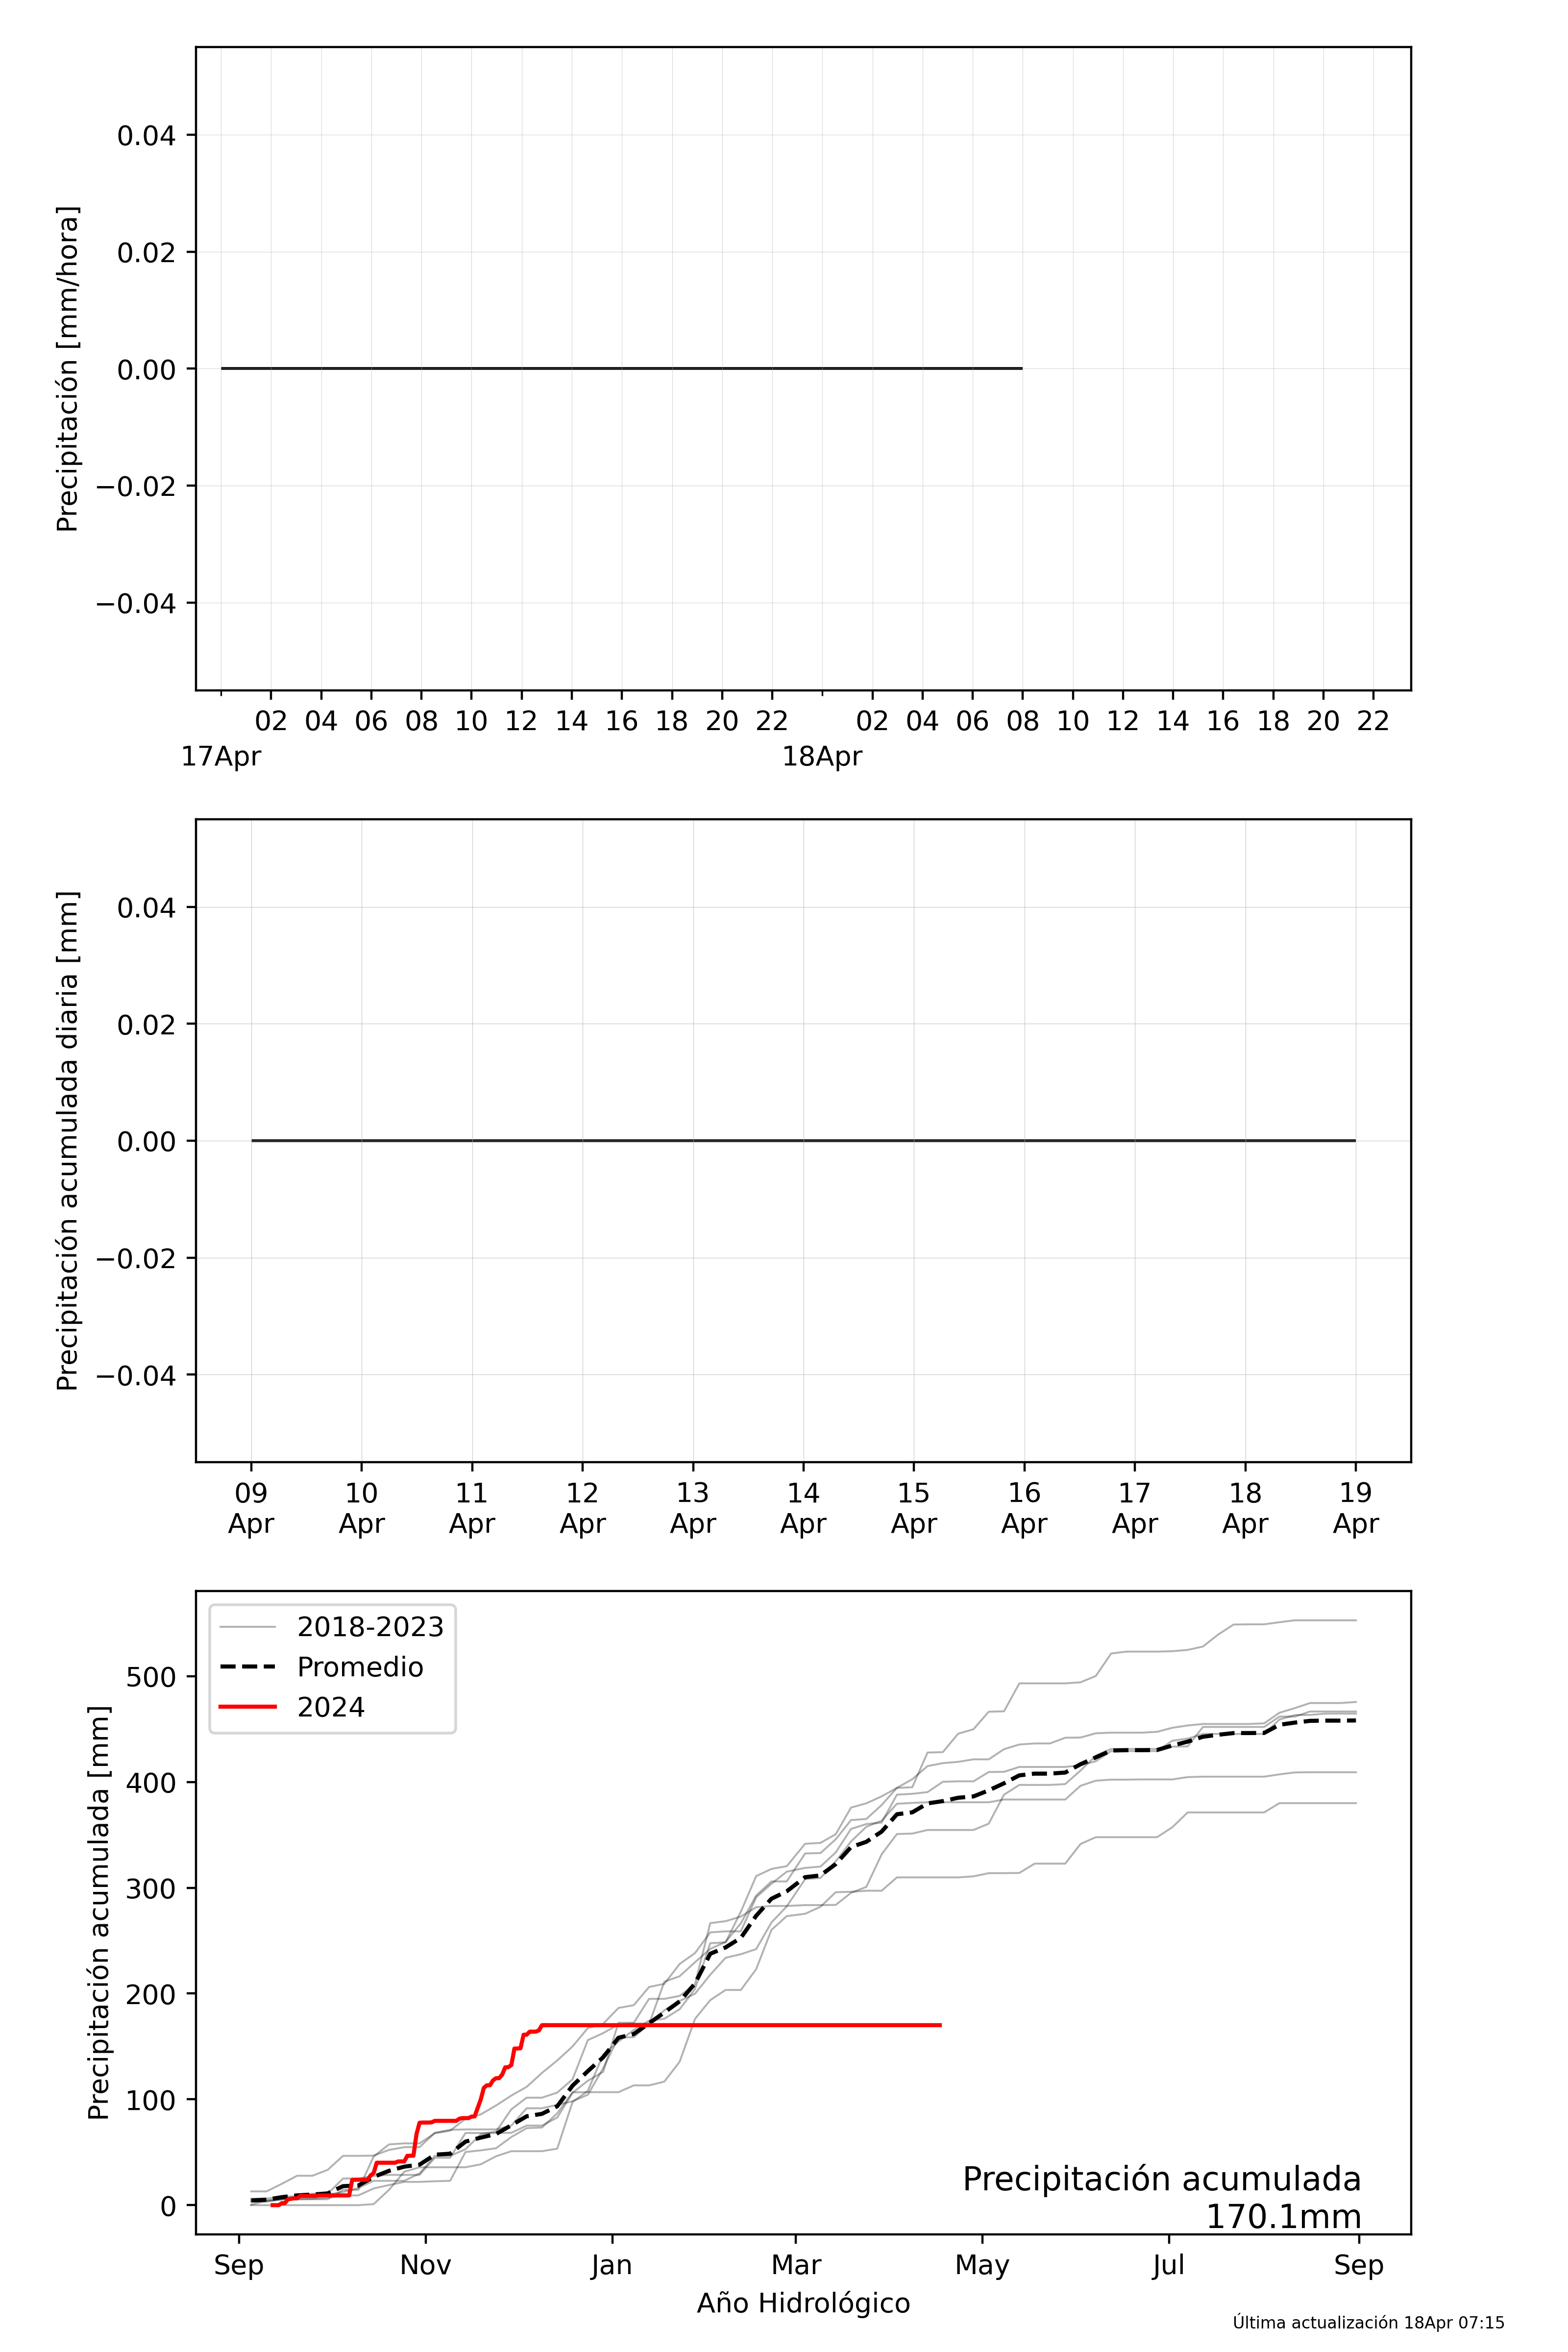 Precipitación [mm/hora]
0.04
0.02
0.00
−0.02
−0.04
02 04 06 08 10 12 14 16 18 20 22 02 04 06 08 10 12 14 16 18 20 22
17Apr 18Apr
Precipitación acumulada diaria [mm]
0.04
0.02
0.00
−0.02
−0.04
09 10 11 12 13 14 15 16 17 18 19
Apr Apr Apr Apr Apr Apr Apr Apr Apr Apr Apr
Precipitación acumulada [mm]
2018-2023
Promedio
2024
500
400
300
200
100
0
Precipitación acumulada
170.1mm
Sep Nov Jan Mar May Jul Sep
Año Hidrológico
Última actualización 18Apr 07:15